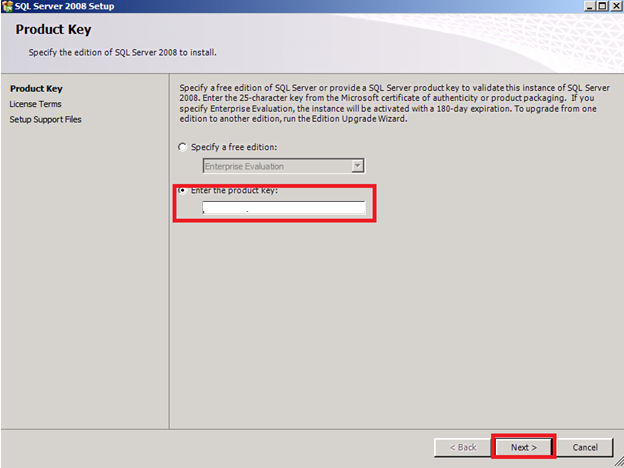 SQL Server 2008 Setup
Product Key
Specify the edition of SQL Server 2008 to install.
Product Key
License Terms
Setup Support Files
Specify a free edition of SQL Server or provide a SQL Server product key to validate this instance of SQL Server
2008. Enter the 25-character key from the Microsoft certificate of authenticity or product packaging. If you
specify Enterprise Evaluation, the instance will be activated with a 180-day expiration. To upgrade from one
edition to another edition, run the Edition Upgrade Wizard.
Specify a free edition:
Enterprise Evaluation
Enter the product key:
< Back
Next >
Cancel